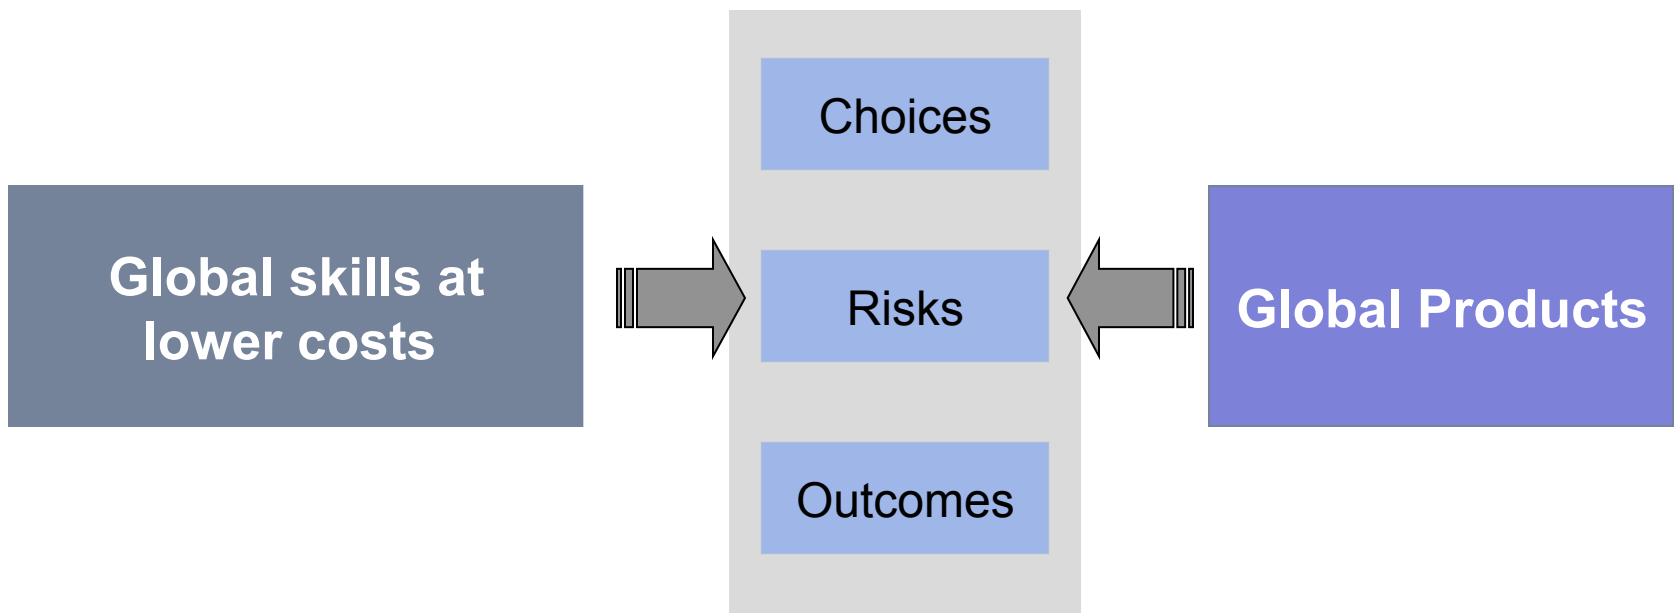 Global skills at
lower costs
Choices
Risks
Outcomes
Global Products